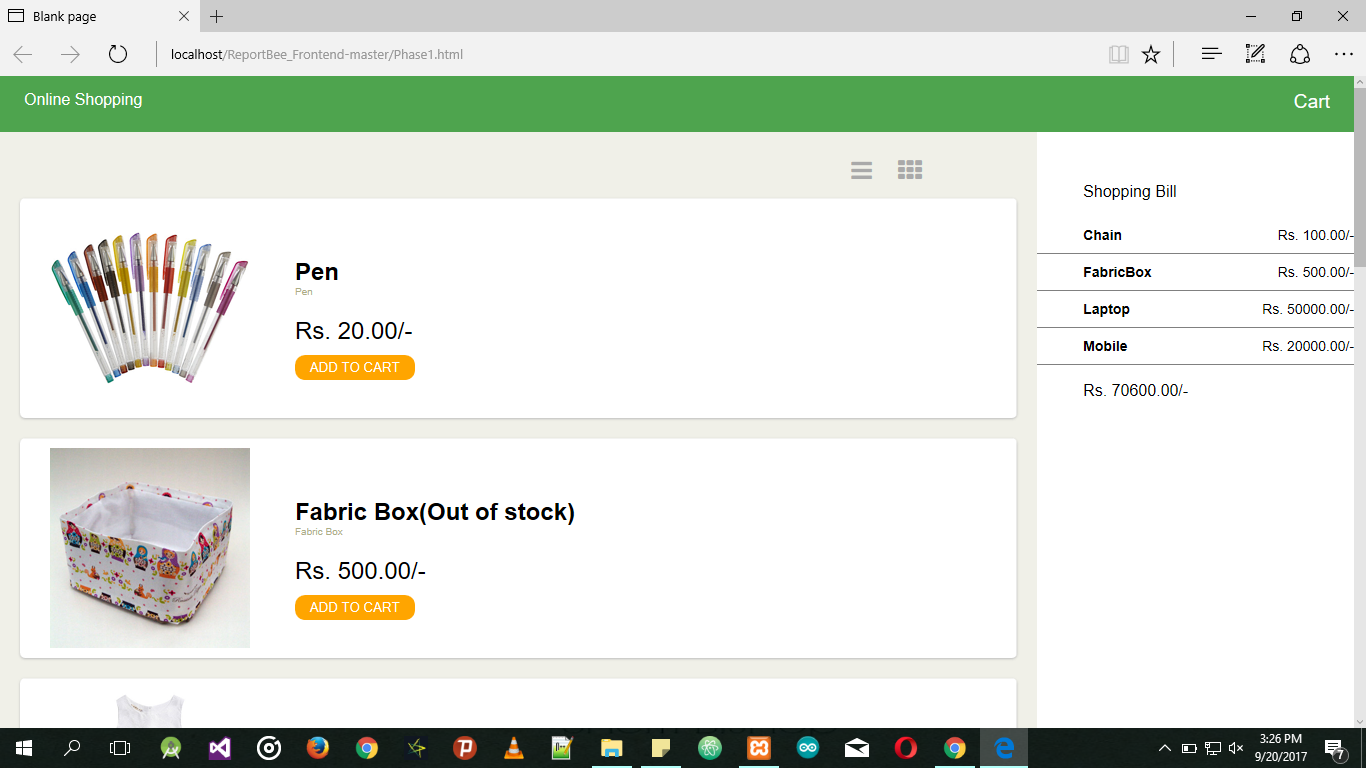 Blank page
localhost/ReportBee_Frontend-master/Phase1.html
Online Shopping
Cart
Pen
Pen
Rs. 20.00/-
ADD TO CART
Fabric Box(Out of stock)
Fabric Box
Rs. 500.00/-
ADD TO CART
Shopping Bill
Chain Rs. 100.00/-
FabricBox Rs. 500.00/-
Laptop Rs. 50000.00/-
Mobile Rs. 20000.00/-
Rs. 70600.00/-
3:26 PM
9/20/2017
7